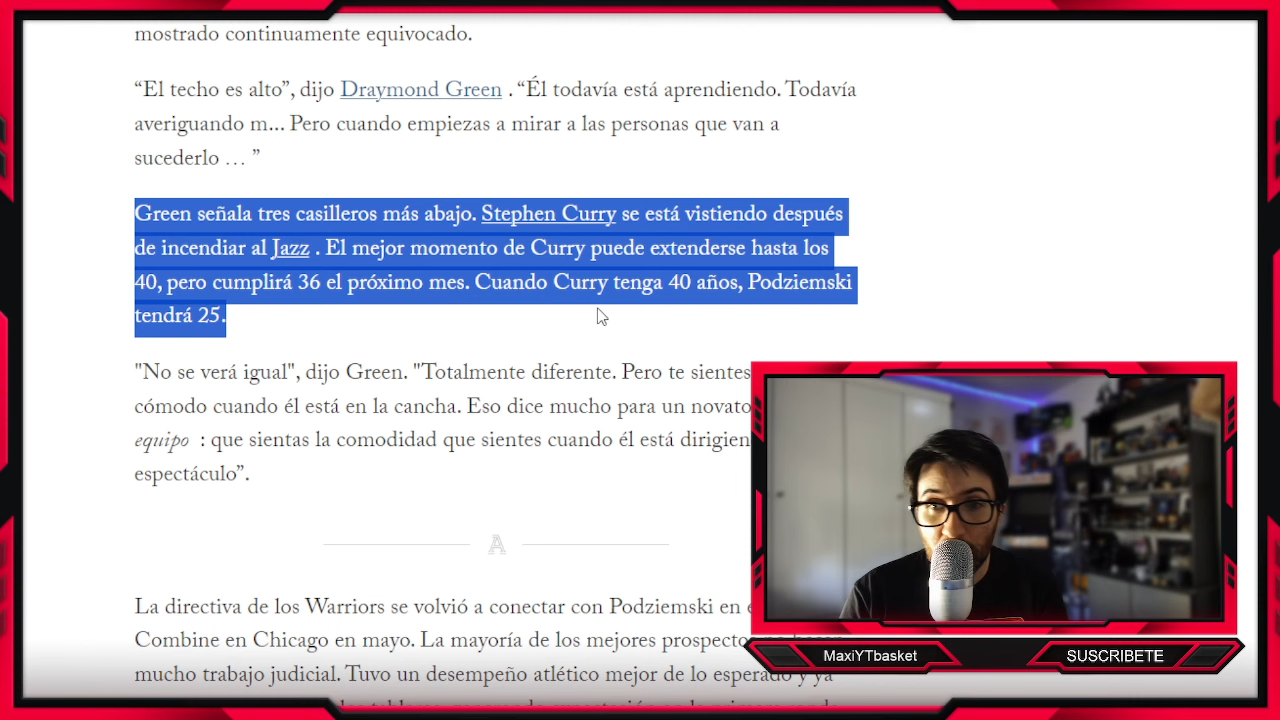 mostrado continuamente equivocado.
“El techo es alto”, dijo Draymond Green . “Él todavía está aprendiendo. Todavía
averiguando m... Pero cuando empiezas a mirar a las personas que van a
sucederlo … ”
Green señala tres casilleros más abajo. Stephen Curry se está vistiendo después
de incendiar al Jazz . El mejor momento de Curry puede extenderse hasta los
40, pero cumplirá 36 el próximo mes. Cuando Curry tenga 40 años, Podziemski
tendrá 25.
"No se verá igual", dijo Green. "Totalmente diferente. Pero te sientes
cómodo cuando él está en la cancha. Eso dice mucho para un novato
equipo : que sientas la comodidad que sientes cuando él está dirigien
espectáculo”.
A
La directiva de los Warriors se volvió a conectar con Podziemski en e
Combine en Chicago en mayo. La mayoría de los mejores prospectos no hacen
mucho trabajo judicial. Tuvo un desempeño atlético mejor de lo esperado y ya
MaxiYTbasket
SUSCRIBETE